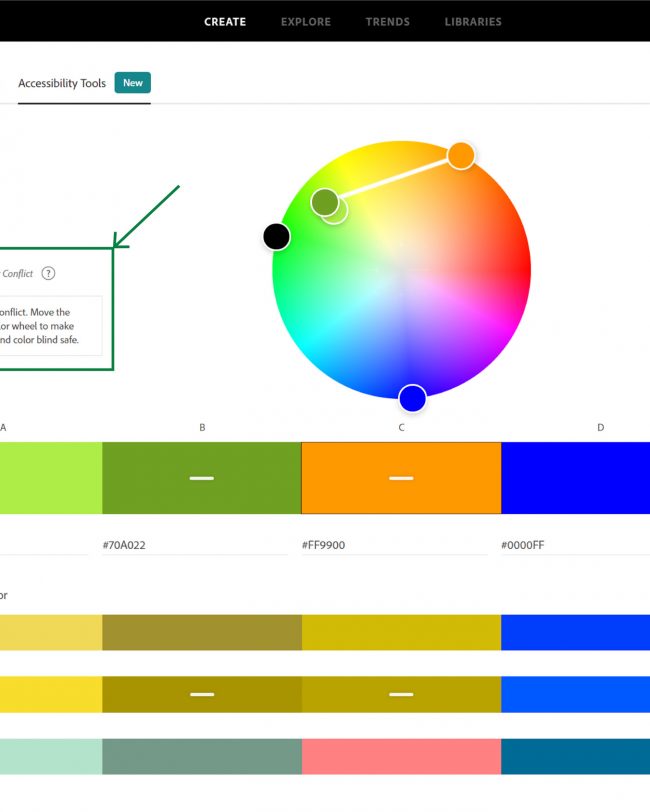 CREATE EXPLORE TRENDS LIBRARIES
Accessibility Tools New
Conflict ?
onflict. Move the
lor wheel to make
nd color blind safe.
A B C D
#70A022 #FF9900 #0000FF
or